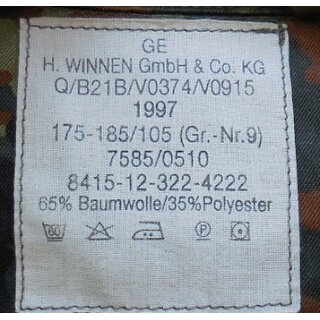 GE
H. WINNEN GmbH & Co. KG
Q/B21B/V0374/V0915
1997
175-185/105 (Gr.-Nr.9)
7585/0510
8415-12-322-4222
65% Baumwolle/35%Polyester
60 P